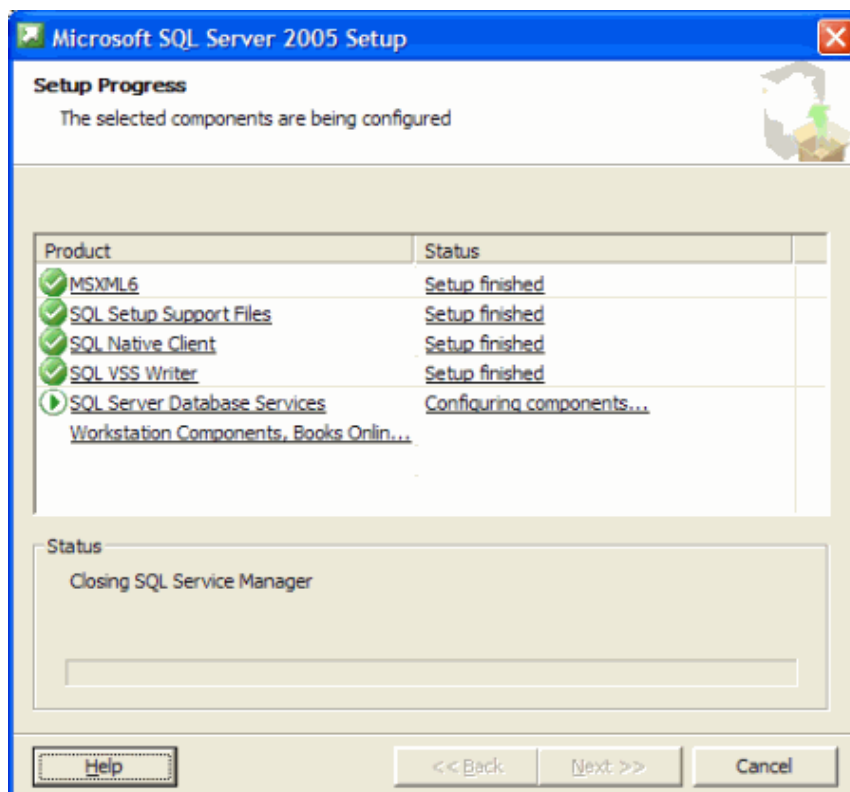 Microsoft SQL Server 2005 Setup
Setup Progress
The selected components are being configured
Product Status
MSXML6 Setup finished
SQL Setup Support Files Setup finished
SQL Native Client Setup finished
SQL VSS Writer Setup finished
SQL Server Database Services Configuring components...
Workstation Components, Books Onlin...
Status
Closing SQL Service Manager
Help << Back Next >> Cancel